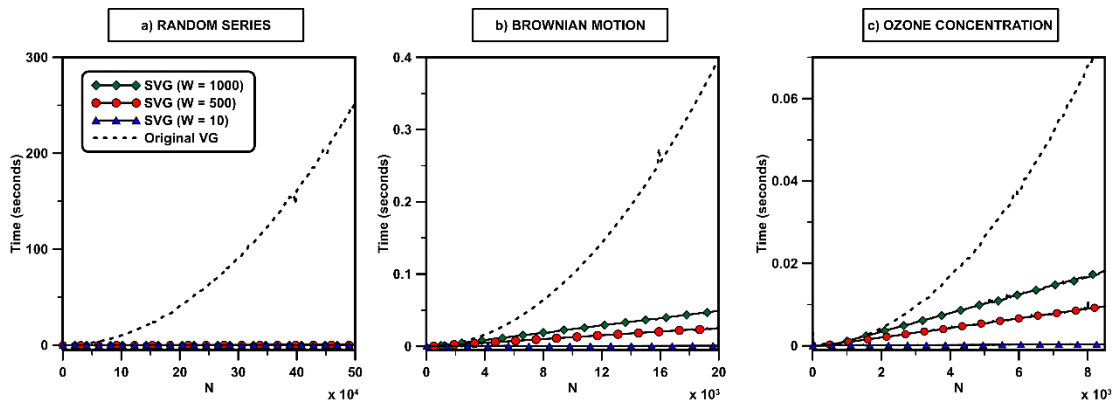 a) RANDOM SERIES
b) BROWNIAN MOTION
c) OZONE CONCENTRATION
300
200
100
0
Time (seconds)
SVG (W = 1000)
SVG (W = 500)
SVG (W = 10)
Original VG
0 10 20 30 40 50
N
x 10⁴
0.4
0.3
0.2
0.1
0
Time (seconds)
0 4 8 12 16 20
N
x 10³
0.06
0.04
0.02
0.00
Time (seconds)
0 2 4 6 8
N
x 10³